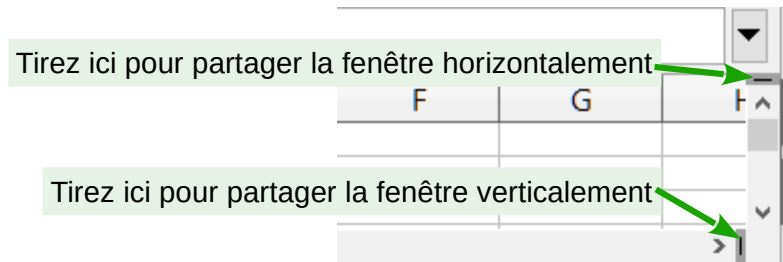 Tirez ici pour partager la fenêtre horizontalement
F G H
Tirez ici pour partager la fenêtre verticalement